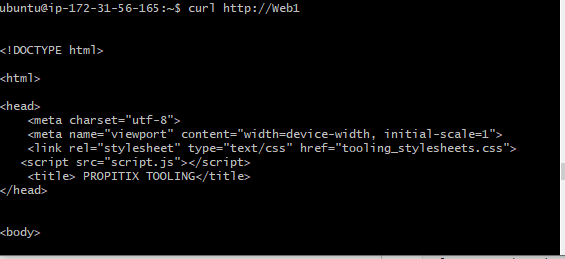 ubuntu@ip-172-31-56-165:~$ curl http://Web1
<!DOCTYPE html>
<html>
<head>
    <meta charset="utf-8">
    <meta name="viewport" content="width=device-width, initial-scale=1">
    <link rel="stylesheet" type="text/css" href="tooling_stylesheets.css">
   <script src="script.js"></script>
    <title> PROPITIX TOOLING</title>
</head>
<body>